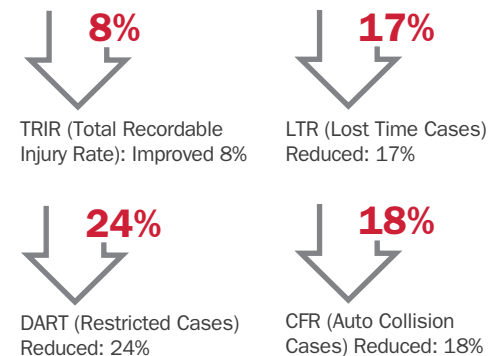 8%
TRIR (Total Recordable
Injury Rate): Improved 8%
17%
LTR (Lost Time Cases)
Reduced: 17%
24%
DART (Restricted Cases)
Reduced: 24%
18%
CFR (Auto Collision
Cases) Reduced: 18%